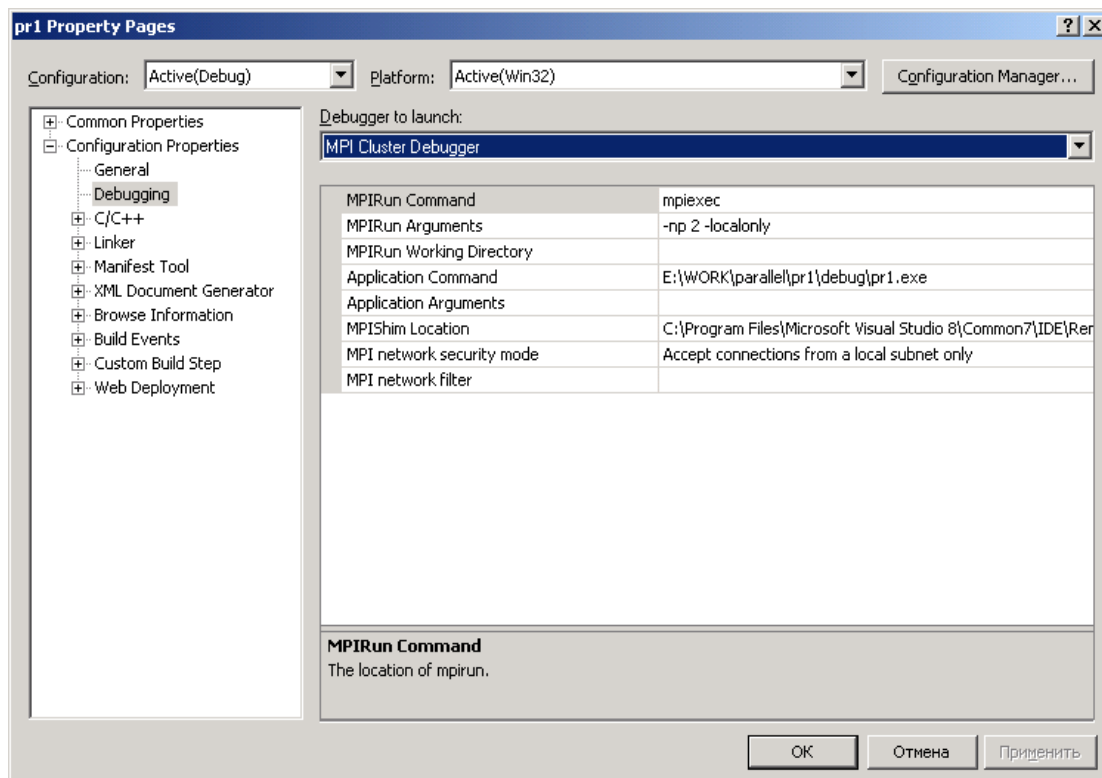 pr1 Property Pages
Configuration: Active(Debug) Platform: Active(Win32) Configuration Manager...
Common Properties
Configuration Properties
General
Debugging
C/C++
Linker
Manifest Tool
XML Document Generator
Browse Information
Build Events
Custom Build Step
Web Deployment
Debugger to launch:
MPI Cluster Debugger
MPIRun Command mpiexec
MPIRun Arguments -np 2 -localonly
MPIRun Working Directory
Application Command E:\WORK\parallel\pr1\debug\pr1.exe
Application Arguments
MPIShim Location C:\Program Files\Microsoft Visual Studio 8\Common7\IDE\Rer
MPI network security mode Accept connections from a local subnet only
MPI network filter
MPIRun Command
The location of mpirun.
OK Отмена Применить